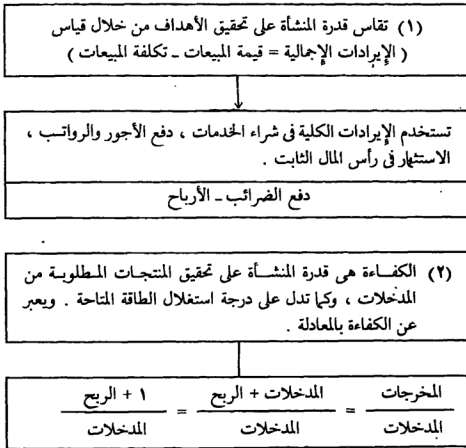 (١) تقاس قدرة المنشأة على تحقيق الأهداف من خلال قياس
( الإيرادات الإجمالية = قيمة المبيعات ـ تكلفة المبيعات )
تستخدم الإيرادات الكلية فى شراء الخدمات ، دفع الأجور والرواتب ،
الاستثمار فى رأس المال الثابت .
دفع الضرائب ـ الأرباح
(٢) الكفاءة هى قدرة المنشأة على تحقيق المنتجات المطلوبة من
المدخلات ، وكما تدل على درجة استغلال الطاقة المتاحة . ويعبر
عن الكفاءة بالمعادلة .
المخرجات = المدخلات + الربح = ١ + الربح
المدخلات المدخلات المدخلات